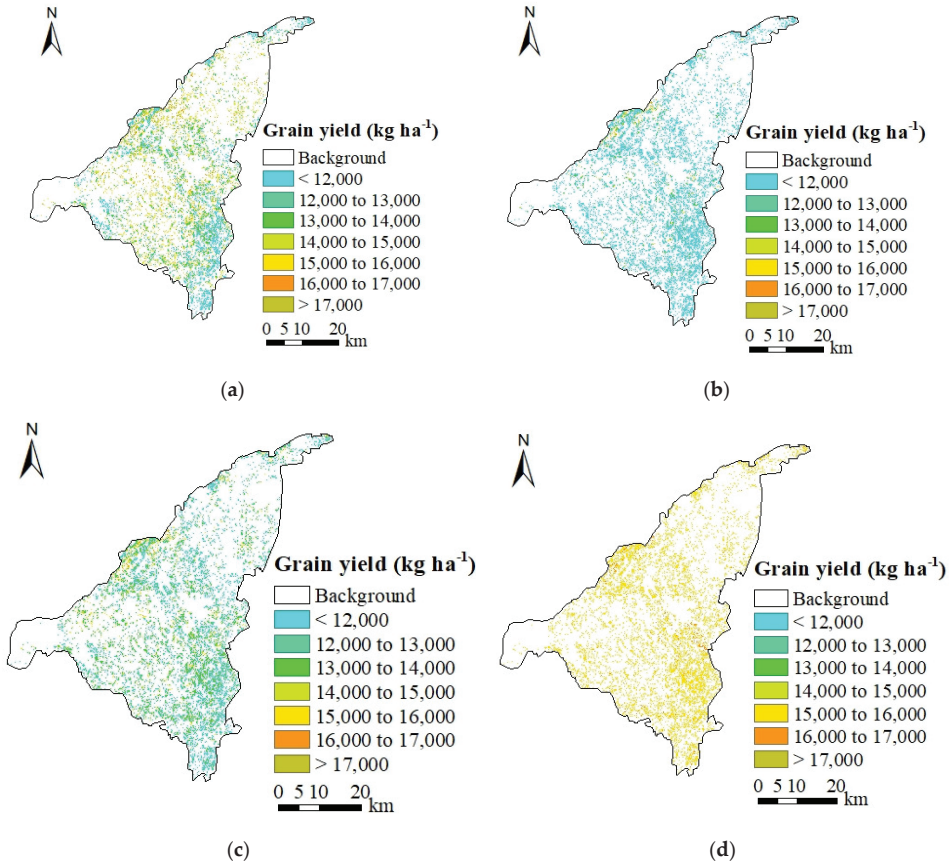 N
Grain yield (kg ha⁻¹)
Background
< 12,000
12,000 to 13,000
13,000 to 14,000
14,000 to 15,000
15,000 to 16,000
16,000 to 17,000
> 17,000
0 5 10 20
km
(a)
N
Grain yield (kg ha⁻¹)
Background
< 12,000
12,000 to 13,000
13,000 to 14,000
14,000 to 15,000
15,000 to 16,000
16,000 to 17,000
> 17,000
0 5 10 20
km
(b)
N
Grain yield (kg ha⁻¹)
Background
< 12,000
12,000 to 13,000
13,000 to 14,000
14,000 to 15,000
15,000 to 16,000
16,000 to 17,000
> 17,000
0 5 10 20
km
(c)
N
Grain yield (kg ha⁻¹)
Background
< 12,000
12,000 to 13,000
13,000 to 14,000
14,000 to 15,000
15,000 to 16,000
16,000 to 17,000
> 17,000
0 5 10 20
km
(d)